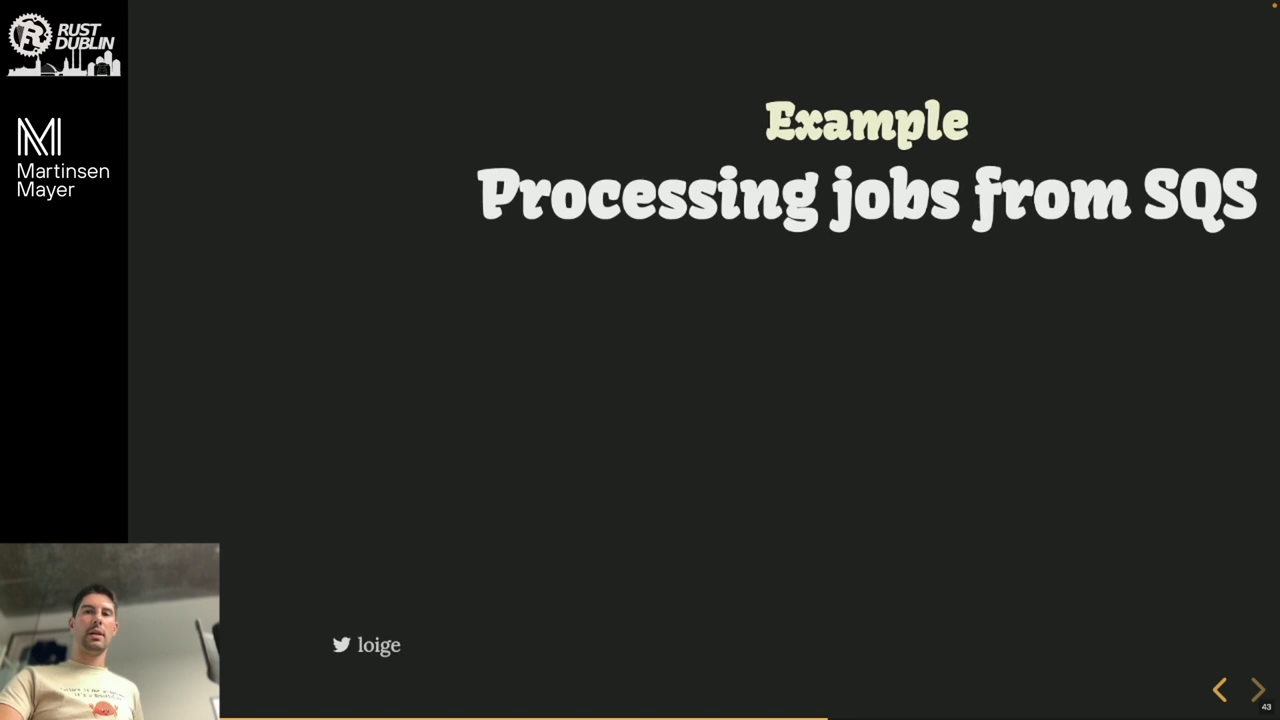 RUST
DUBLIN
Martinsen
Mayer
Example
Processing jobs from SQS
loige
43